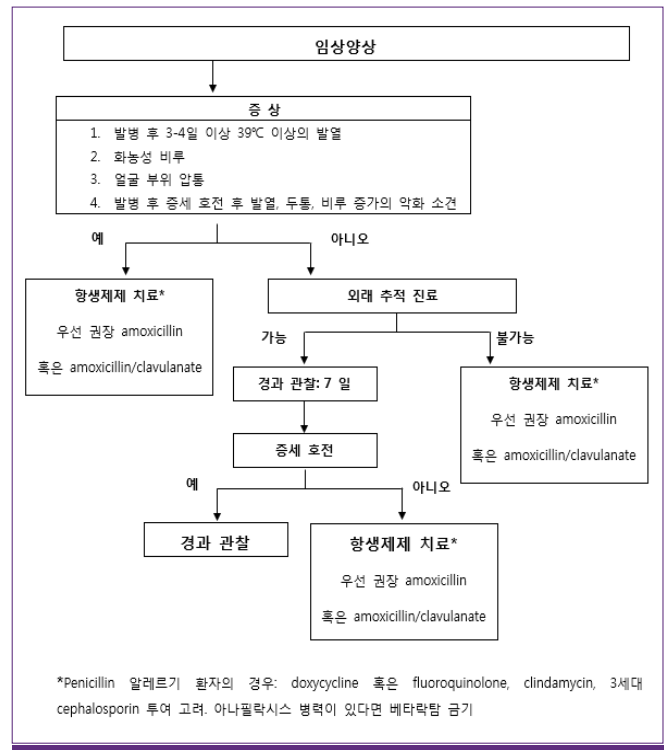 임상양상
증 상
1. 발병 후 3-4일 이상 39℃ 이상의 발열
2. 화농성 비루
3. 얼굴 부위 압통
4. 발병 후 증세 호전 후 발열, 두통, 비루 증가의 악화 소견
예
아니오
항생제제 치료*
우선 권장 amoxicillin
혹은 amoxicillin/clavulanate
외래 추적 진료
가능
불가능
경과 관찰: 7 일
항생제제 치료*
우선 권장 amoxicillin
혹은 amoxicillin/clavulanate
증세 호전
예
아니오
경과 관찰
항생제제 치료*
우선 권장 amoxicillin
혹은 amoxicillin/clavulanate
*Penicillin 알레르기 환자의 경우: doxycycline 혹은 fluoroquinolone, clindamycin, 3세대
cephalosporin 투여 고려. 아나필락시스 병력이 있다면 베타락탐 금기